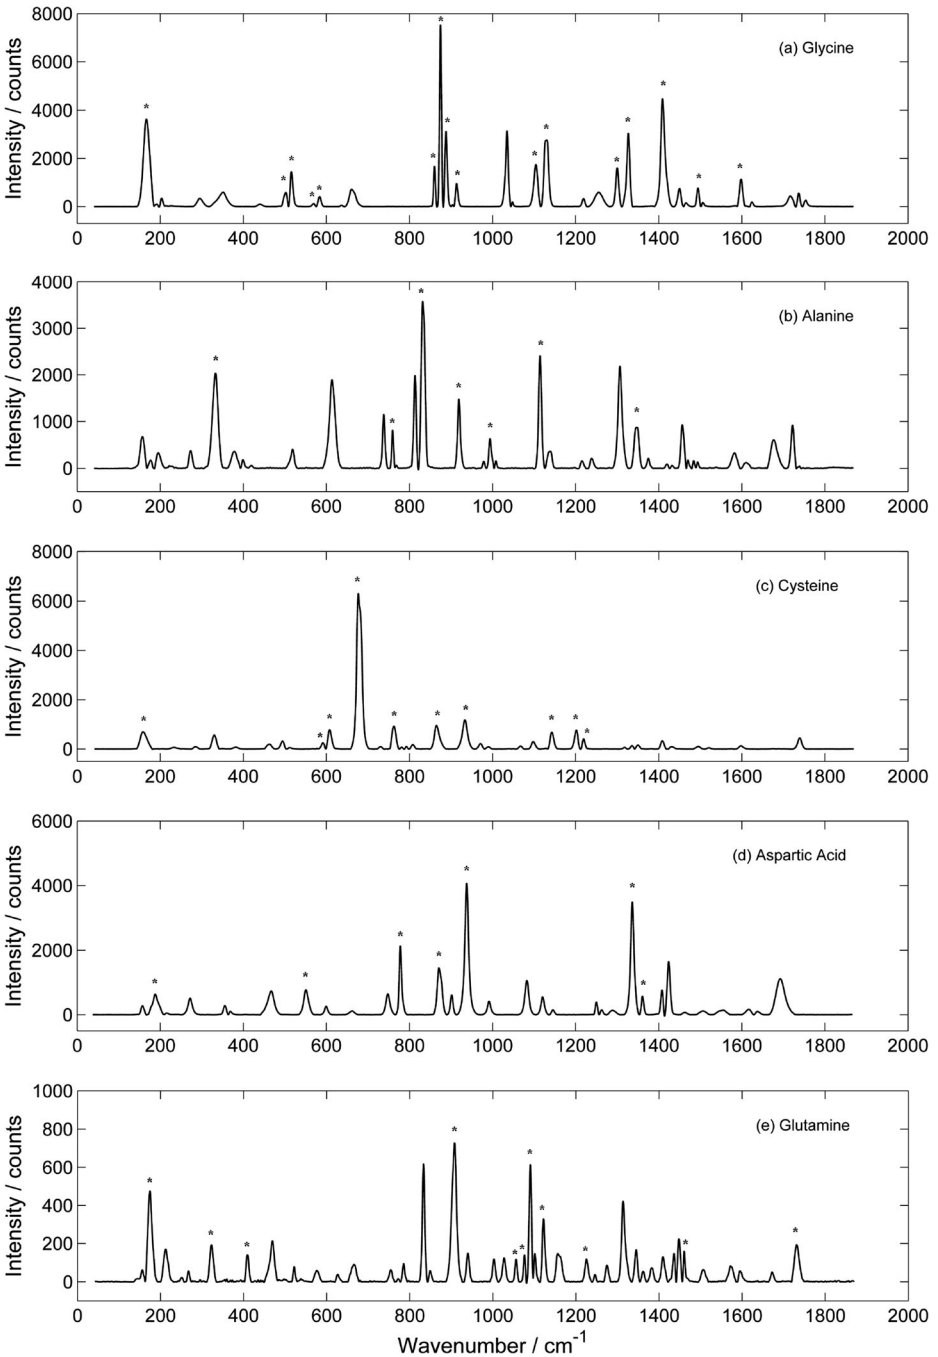 8000
6000
4000
2000
0
Intensity / counts
(a) Glycine
* * * * * * * * * * * * * * * *
0 200 400 600 800 1000 1200 1400 1600 1800 2000
4000
3000
2000
1000
0
Intensity / counts
(b) Alanine
* * * * * * *
0 200 400 600 800 1000 1200 1400 1600 1800 2000
8000
6000
4000
2000
0
Intensity / counts
(c) Cysteine
* * * * * * * * * *
0 200 400 600 800 1000 1200 1400 1600 1800 2000
6000
4000
2000
0
Intensity / counts
(d) Aspartic Acid
* * * * * * *
0 200 400 600 800 1000 1200 1400 1600 1800 2000
1000
800
600
400
200
0
Intensity / counts
(e) Glutamine
* * * * * * * * * * *
0 200 400 600 800 1000 1200 1400 1600 1800 2000
Wavenumber / cm⁻¹